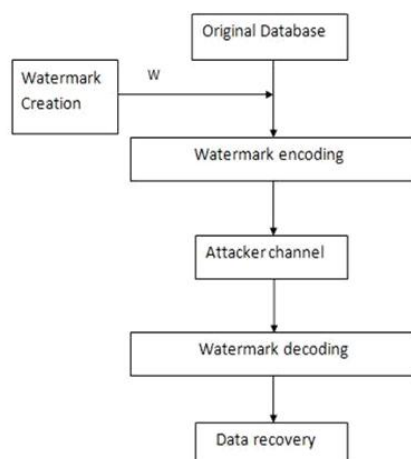 Original Database
Watermark
Creation
W
Watermark encoding
Attacker channel
Watermark decoding
Data recovery